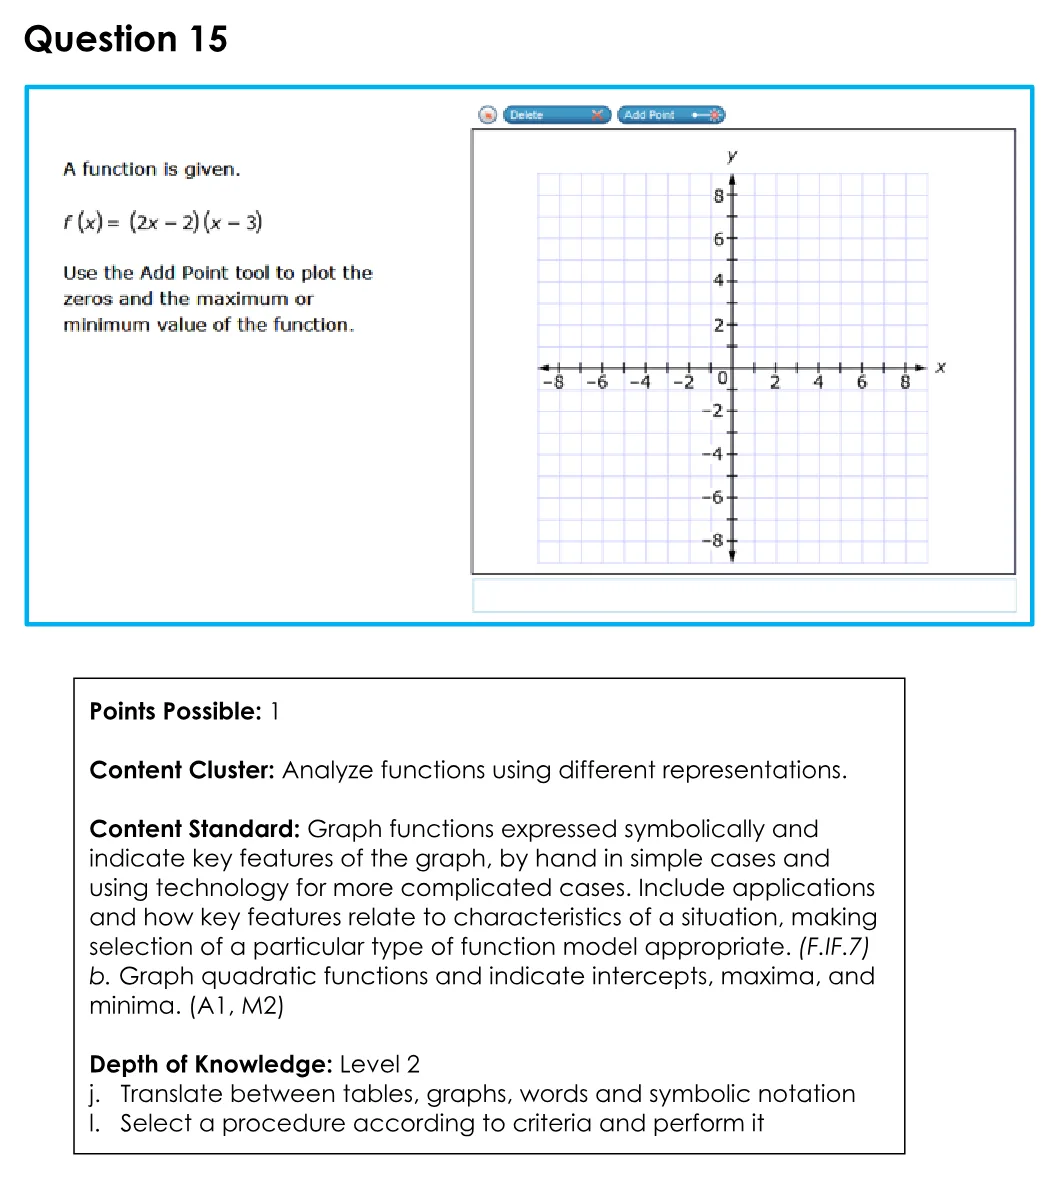 Question 15
Delete
Add Point
A function is given.
f (x) = (2x – 2)(x – 3)
Use the Add Point tool to plot the
zeros and the maximum or
minimum value of the function.
y
8
6
4
2
x
–8 –6 –4 –2 0 2 4 6 8
–2
–4
–6
–8
Points Possible: 1
Content Cluster: Analyze functions using different representations.
Content Standard: Graph functions expressed symbolically and
indicate key features of the graph, by hand in simple cases and
using technology for more complicated cases. Include applications
and how key features relate to characteristics of a situation, making
selection of a particular type of function model appropriate. (F.IF.7)
b. Graph quadratic functions and indicate intercepts, maxima, and
minima. (A1, M2)
Depth of Knowledge: Level 2
j. Translate between tables, graphs, words and symbolic notation
l. Select a procedure according to criteria and perform it